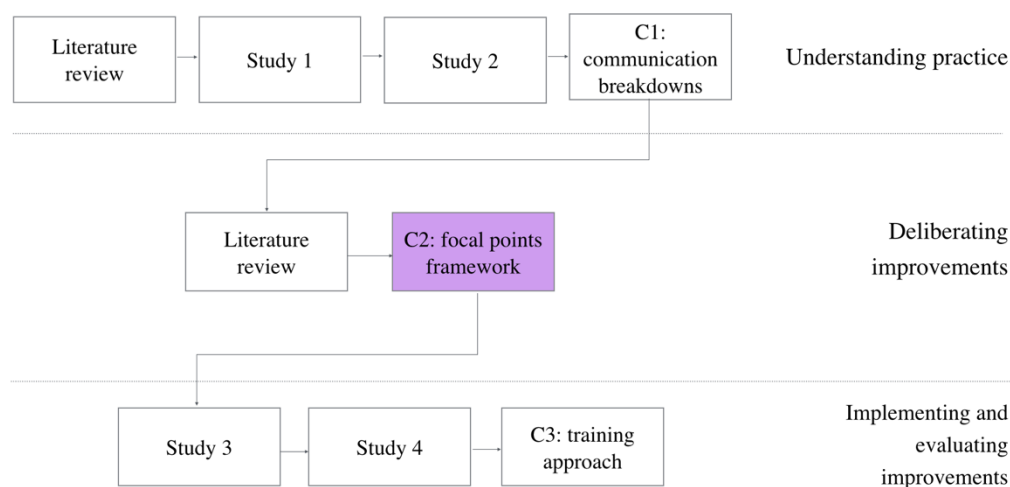 Literature
review
Study 1
Study 2
C1:
communication
breakdowns
Understanding practice
Literature
review
C2: focal points
framework
Deliberating
improvements
Study 3
Study 4
C3: training
approach
Implementing and
evaluating
improvements